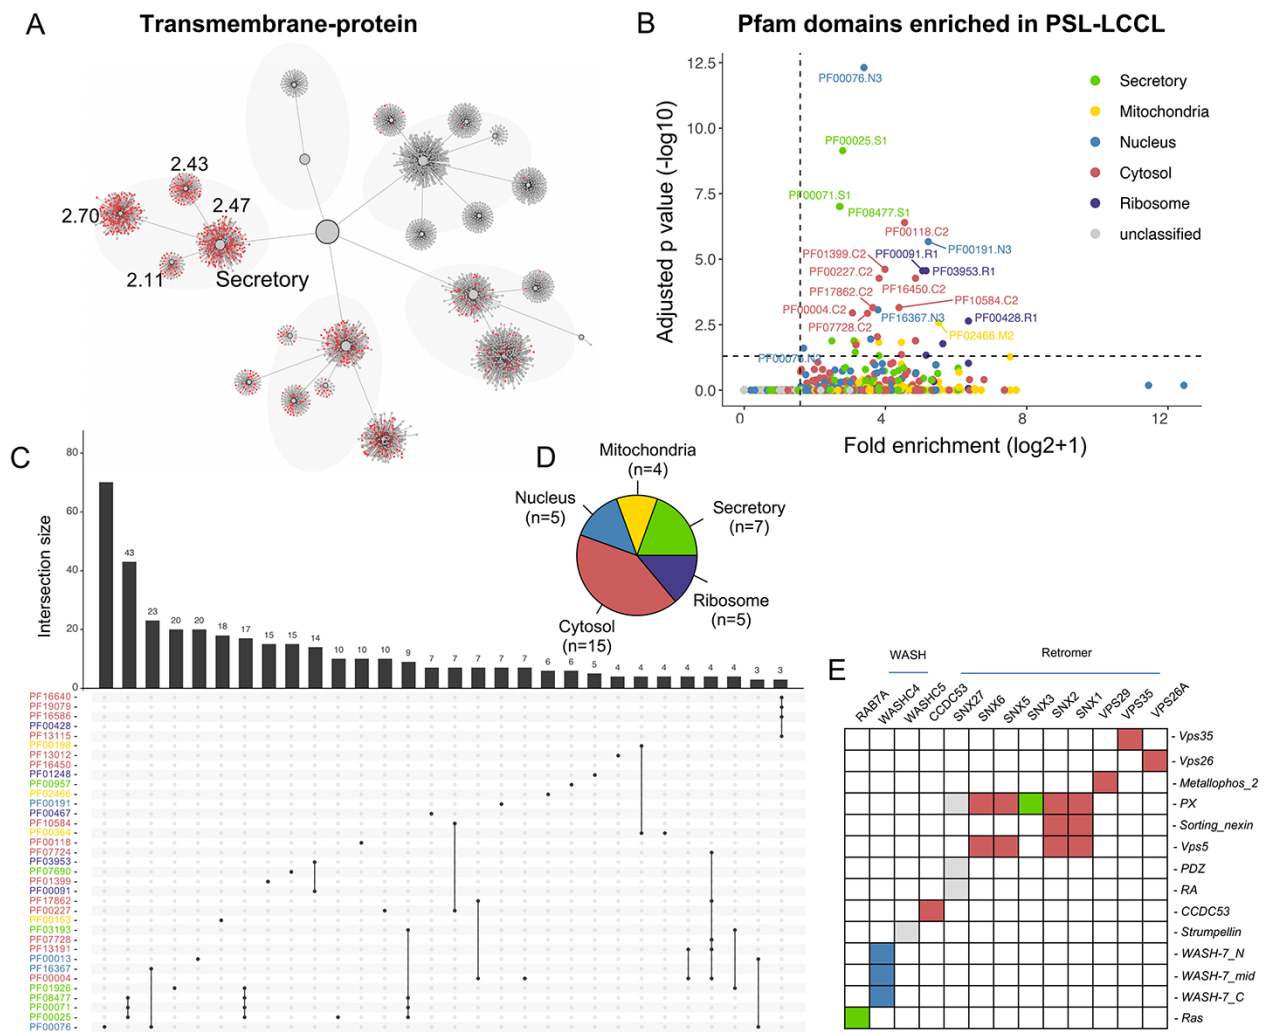 A
Transmembrane-protein
2.43
2.70
2.47
2.11
Secretory
B
Pfam domains enriched in PSL-LCCL
Adjusted p value (-log10)
12.5
10.0
7.5
5.0
2.5
0.0
0
4
8
12
Fold enrichment (log2+1)
PF00076.N3
PF00025.S1
PF00071.S1
PF08477.S1
PF00118.C2
PF00191.N3
PF01399.C2
PF00091.R1
PF00227.C2
PF03953.R1
PF17862.C2
PF16450.C2
PF10584.C2
PF00004.C2
PF16367.N3
PF00428.R1
PF07728.C2
PF02466.M2
Secretory
Mitochondria
Nucleus
Cytosol
Ribosome
unclassified
C
Intersection size
80
60
40
20
0
43
23
20
20
18
17
15
15
14
10
10
10
9
7
7
7
7
7
6
6
5
4
4
4
4
4
4
3
3
PF16640
PF19079
PF16586
PF00428
PF13115
PF00198
PF13012
PF16450
PF01248
PF00957
PF02466
PF00191
PF00467
PF10584
PF00364
PF00118
PF07724
PF03953
PF07690
PF01399
PF00091
PF17862
PF00227
PF00153
PF03193
PF07728
PF13191
PF00013
PF16367
PF00004
PF01926
PF08477
PF00071
PF00025
PF00076
D
Mitochondria
(n=4)
Nucleus
(n=5)
Secretory
(n=7)
Ribosome
(n=5)
Cytosol
(n=15)
E
WASH
Retromer
RAB7A
WASHC4
WASHC5
CCDC53
SNX27
SNX6
SNX5
SNX3
SNX2
SNX1
VPS29
VPS35
VPS26A
- Vps35
- Vps26
- Metallophos_2
- PX
- Sorting_nexin
- Vps5
- PDZ
- RA
- CCDC53
- Strumpellin
- WASH-7_N
- WASH-7_mid
- WASH-7_C
- Ras